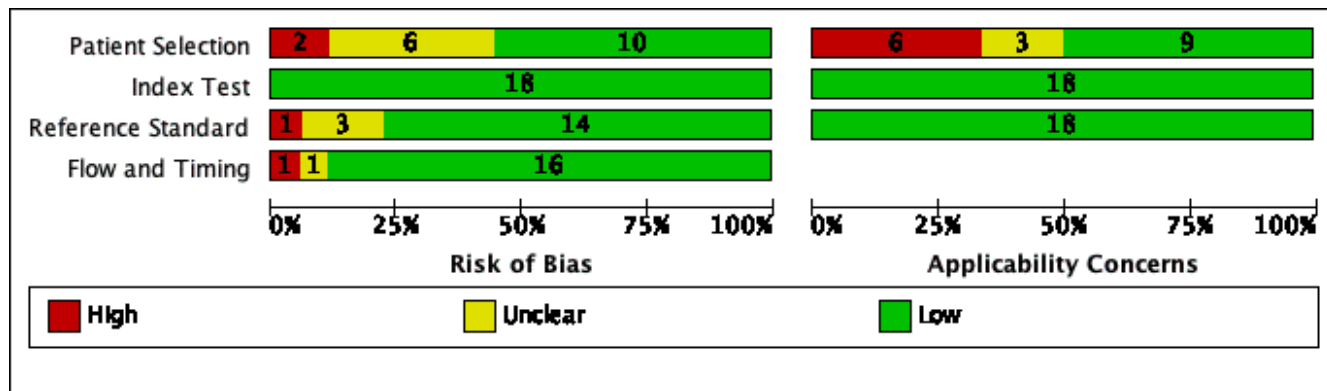 Patient Selection 2 6 10 6 3 9
Index Test 18 18
Reference Standard 1 3 14 18
Flow and Timing 1 1 16
0% 25% 50% 75% 100% 0% 25% 50% 75% 100%
Risk of Bias Applicability Concerns
High Unclear Low